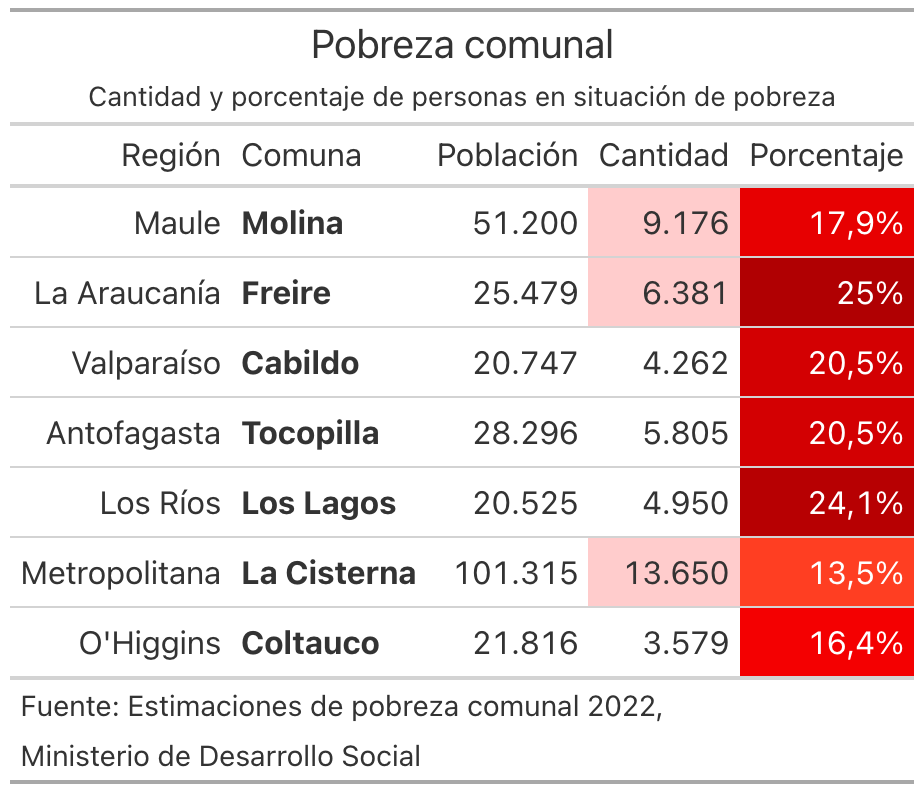 Pobreza comunal
Cantidad y porcentaje de personas en situación de pobreza
Región Comuna Población Cantidad Porcentaje
Maule Molina 51.200 9.176 17,9%
La Araucanía Freire 25.479 6.381 25%
Valparaíso Cabildo 20.747 4.262 20,5%
Antofagasta Tocopilla 28.296 5.805 20,5%
Los Ríos Los Lagos 20.525 4.950 24,1%
Metropolitana La Cisterna 101.315 13.650 13,5%
O'Higgins Coltauco 21.816 3.579 16,4%
Fuente: Estimaciones de pobreza comunal 2022,
Ministerio de Desarrollo Social